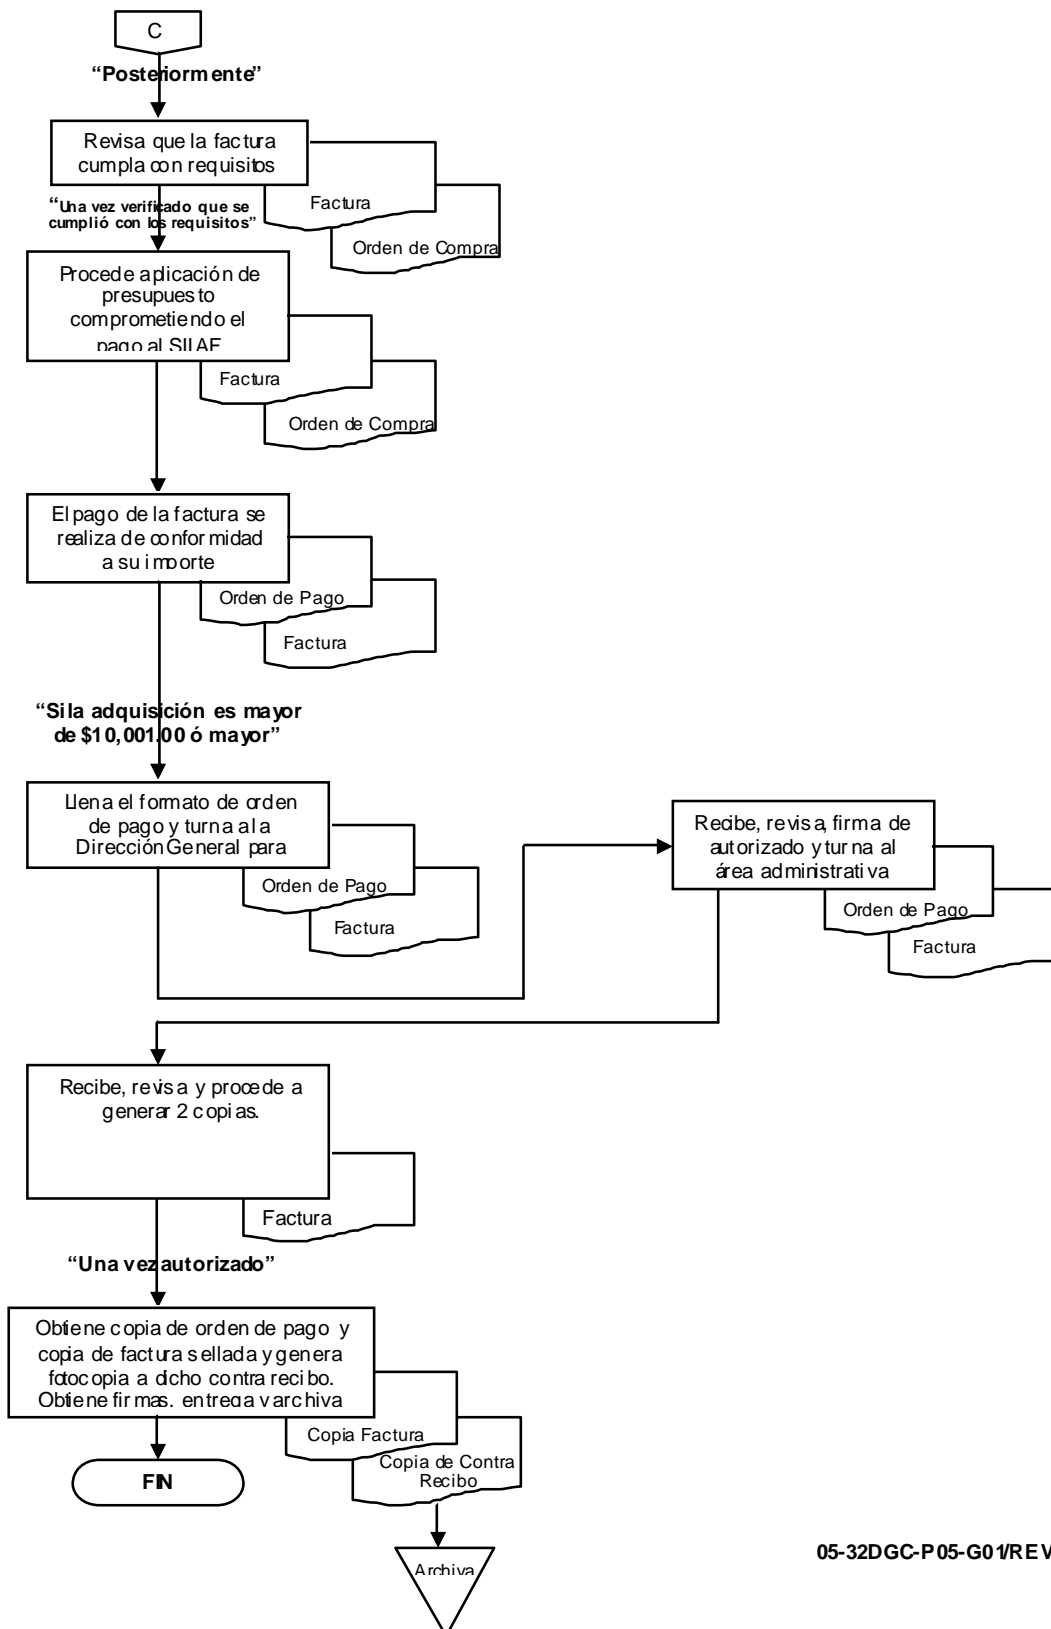 C
“Posteriormente”
Revisa que la factura
cumpla con requisitos
Factura
Orden de Compra
“Una vez verificado que se
cumplió con los requisitos”
Procede aplicación de
presupuesto
comprometiendo el
pago al SIIAF
Factura
Orden de Compra
El pago de la factura se
realiza de conformidad
a su importe
Orden de Pago
Factura
“Si la adquisición es mayor
de $10,001.00 ó mayor”
Llena el formato de orden
de pago y turna a la
Dirección General para
Orden de Pago
Factura
Recibe, revisa, firma de
autorizado y turna al
área administrativa
Orden de Pago
Factura
Recibe, revisa y procede a
generar 2 copias.
Factura
“Una vez autorizado”
Obtiene copia de orden de pago y
copia de factura sellada y genera
fotocopia a dicho contra recibo.
Obtiene firmas, entrega y archiva
Copia Factura
Copia de Contra
Recibo
FIN
Archiva
05-32DGC-P05-G01/REV